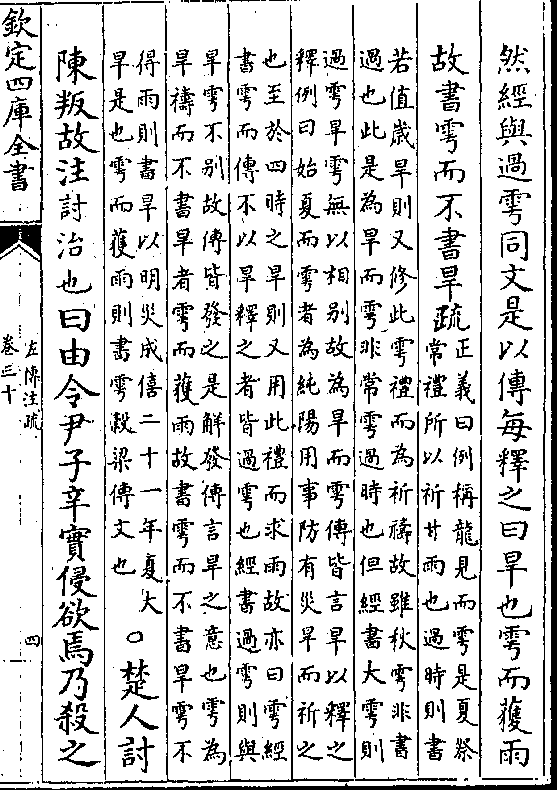 然經與過雩同文是以傳每釋之曰旱也雩而獲雨
故書雩而不書旱疏
正義曰例稱龍見而雩是夏祭
常禮所以祈甘雨也過時則書
若值歲旱則又修此雩禮而為祈禱故雖秋雩非書
過也此是為旱而雩非常雩過時也但經書大雩則
過雩旱雩無以相別故為旱而雩傳皆言旱以釋之
釋例曰始夏而雩者為純陽用事防有災旱而祈之
也至於四時之旱則又用此禮而求雨故亦曰雩經
書雩而傳不以旱釋之者皆過雩也經書過雩則與
旱雩不別故傳皆發之是解發傳言旱之意也雩為
旱禱而不書旱者雩而獲雨故書雩而不書旱雩不
得雨則書旱以明災成僖二十一年夏大
旱是也雩而獲雨則書雩穀梁傳文也
○楚人討
陳叛故注討治也曰由令尹子辛實侵欲焉乃殺之
欽定四庫全書
左傳注疏
卷三十
四